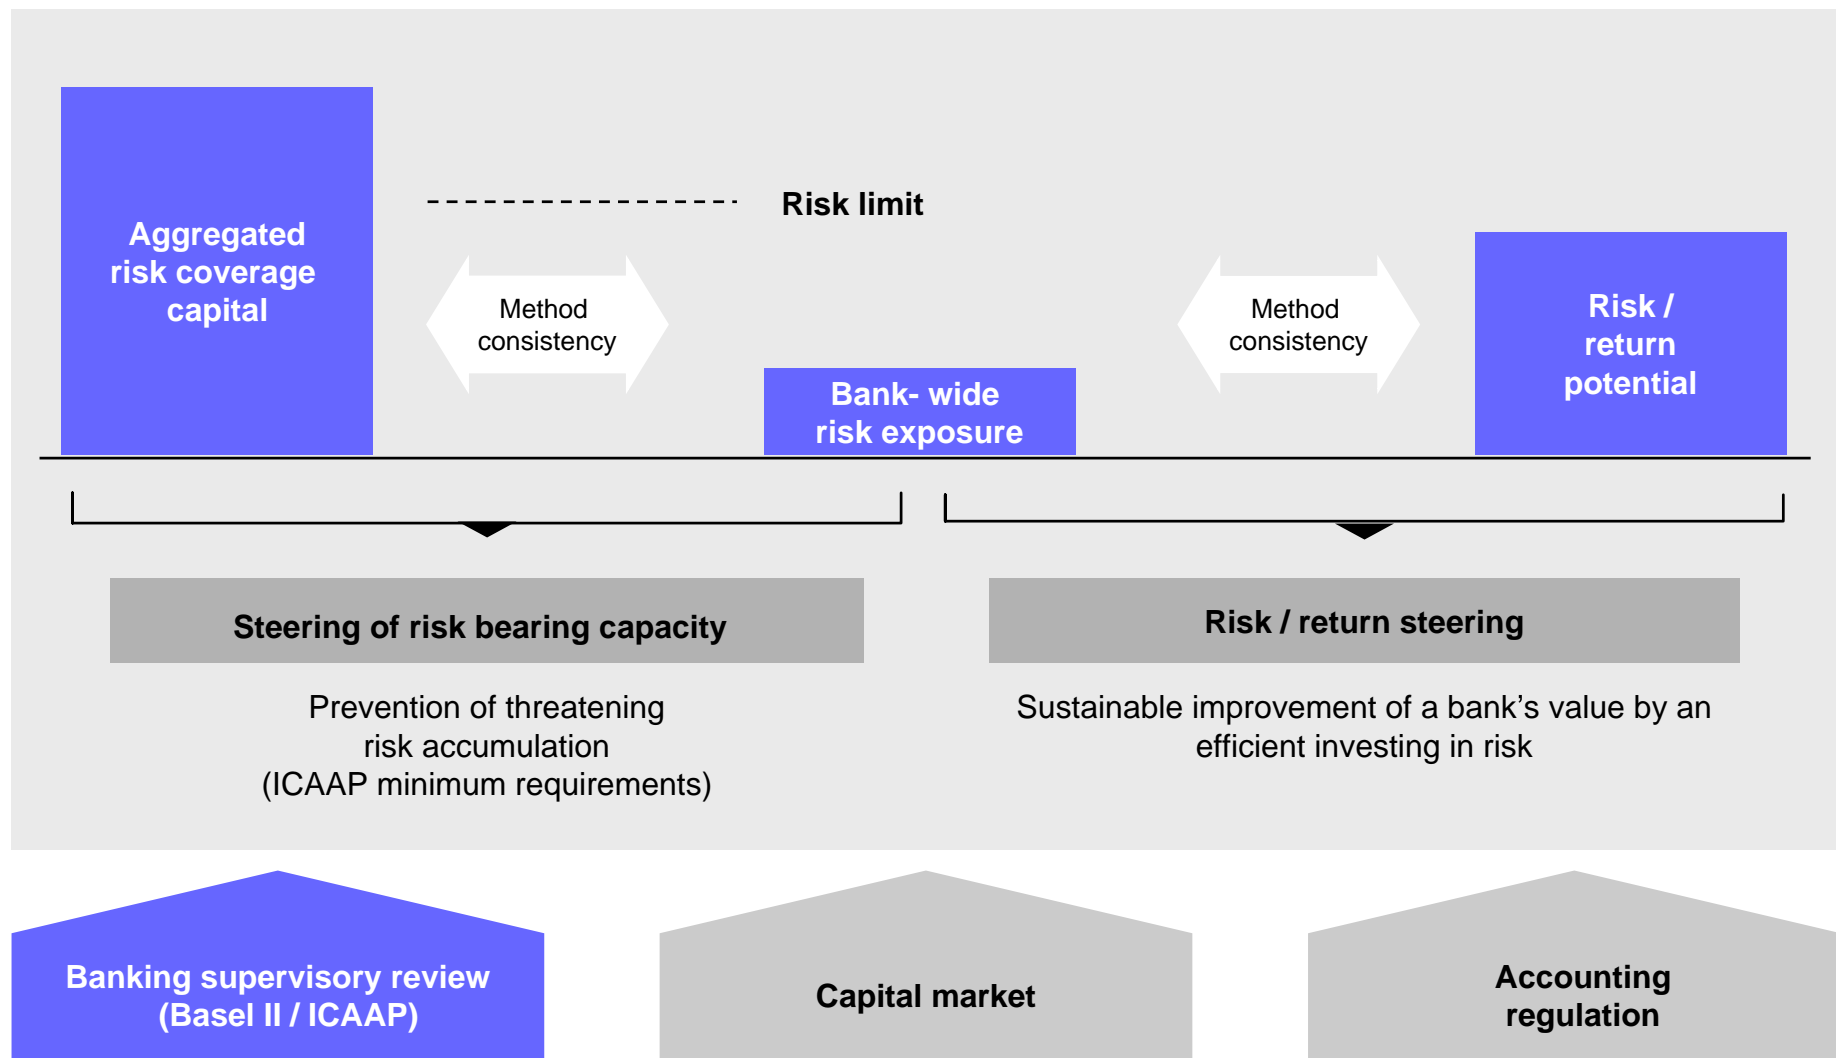 Risk limit
Aggregated
risk coverage
capital
Method
consistency
Method
consistency
Risk /
return
potential
Bank- wide
risk exposure
Steering of risk bearing capacity
Risk / return steering
Prevention of threatening
risk accumulation
(ICAAP minimum requirements)
Sustainable improvement of a bank’s value by an
efficient investing in risk
Banking supervisory review
(Basel II / ICAAP)
Capital market
Accounting
regulation